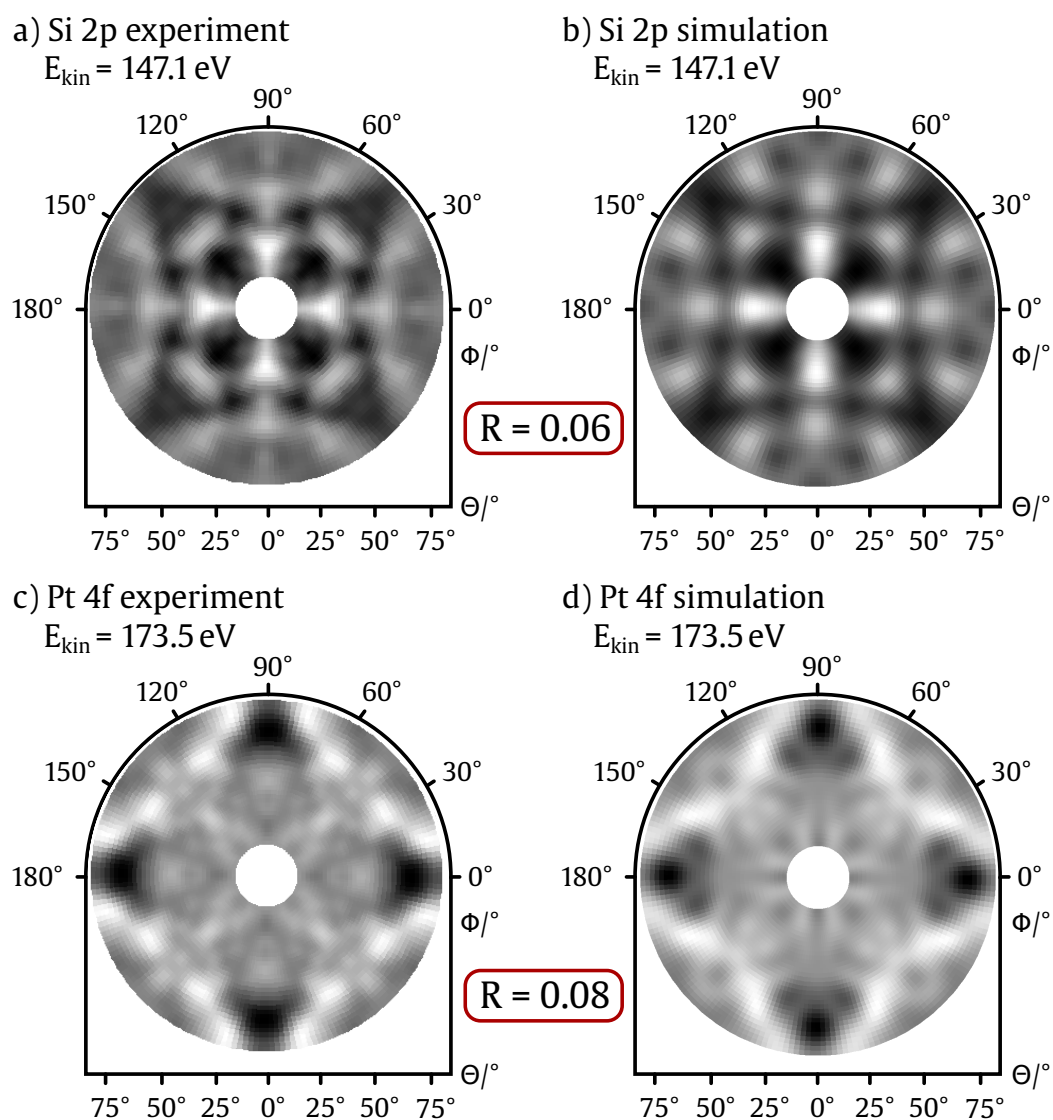 a) Si 2p experiment
E_kin = 147.1 eV
90°
120°
60°
150°
30°
180°
0°
Φ/°
Θ/°
75° 50° 25° 0° 25° 50° 75°
b) Si 2p simulation
E_kin = 147.1 eV
90°
120°
60°
150°
30°
180°
0°
Φ/°
Θ/°
75° 50° 25° 0° 25° 50° 75°
R = 0.06
c) Pt 4f experiment
E_kin = 173.5 eV
90°
120°
60°
150°
30°
180°
0°
Φ/°
Θ/°
75° 50° 25° 0° 25° 50° 75°
d) Pt 4f simulation
E_kin = 173.5 eV
90°
120°
60°
150°
30°
180°
0°
Φ/°
Θ/°
75° 50° 25° 0° 25° 50° 75°
R = 0.08